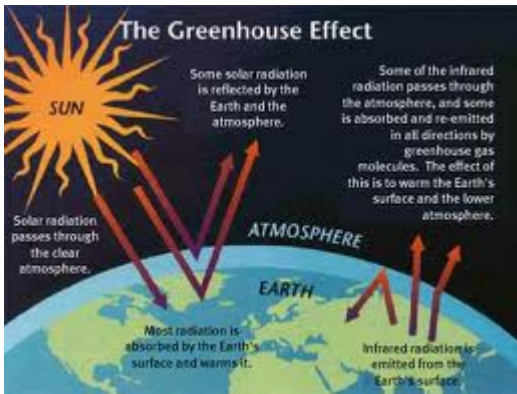 The Greenhouse Effect
SUN
Some solar radiation
is reflected by the
Earth and the
atmosphere.
Some of the infrared
radiation passes through
the atmosphere, and some
is absorbed and re-emitted
in all directions by
greenhouse gas
molecules. The effect of
this is to warm the Earth's
surface and the lower
atmosphere.
Solar radiation
passes through
the clear
atmosphere.
ATMOSPHERE
EARTH
Most radiation is
absorbed by the Earth's
surface and warms it.
Infrared radiation is
emitted from the
Earth's surface.